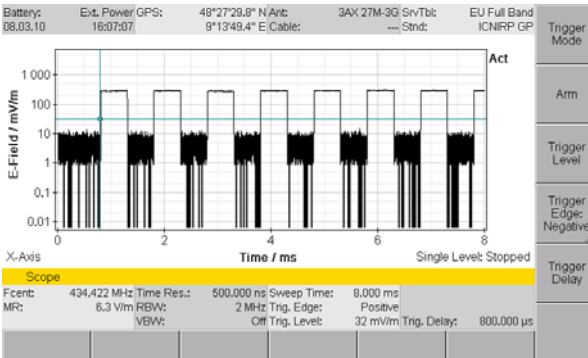 Battery: Ext. Power GPS: 48°27'29.8" N Ant: 3AX 27M-3G SrvTbl: EU Full Band
08.03.10 16:07:07 9°13'49.4" E Cable: --- Stnd: ICNIRP GP
Trigger
Mode
Arm
Trigger
Level
Trigger
Edge:
Negative
Trigger
Delay
Act
E-Field / mV/m
1 000
100
10
1
0.1
0.01
0 2 4 6 8
X-Axis Time / ms Single Level: Stopped
Scope
Fcent: 434.422 MHz Time Res.: 500.000 ns Sweep Time: 8.000 ms
MR: 6.3 V/m RBW: 2 MHz Trig. Edge: Positive
VBW: Off Trig. Level: 32 mV/m Trig. Delay: 800.000 µs